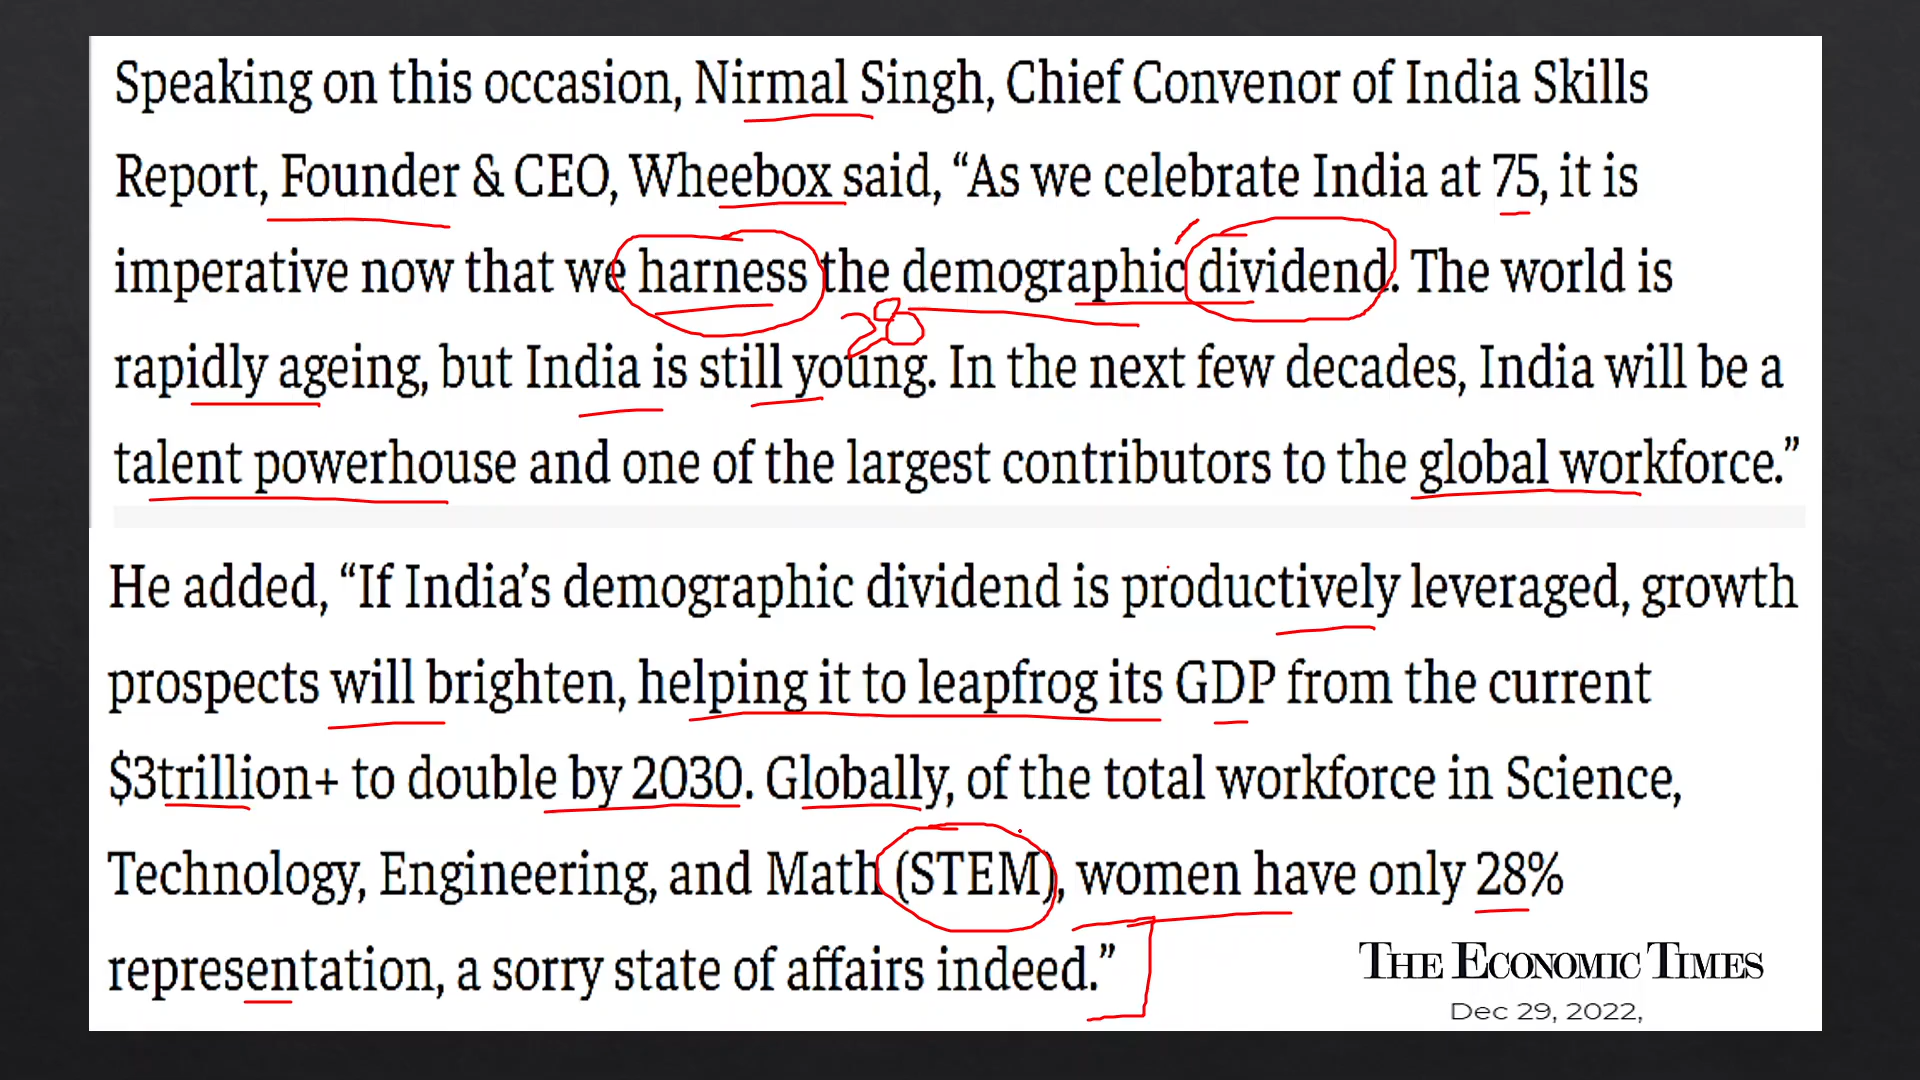 Speaking on this occasion, Nirmal Singh, Chief Convenor of India Skills
Report, Founder & CEO, Wheebox said, “As we celebrate India at 75, it is
imperative now that we harness the demographic dividend. The world is
28
rapidly ageing, but India is still young. In the next few decades, India will be a
talent powerhouse and one of the largest contributors to the global workforce.”
He added, “If India’s demographic dividend is productively leveraged, growth
prospects will brighten, helping it to leapfrog its GDP from the current
$3trillion+ to double by 2030. Globally, of the total workforce in Science,
Technology, Engineering, and Math (STEM), women have only 28%
representation, a sorry state of affairs indeed.”
THE ECONOMIC TIMES
Dec 29, 2022,